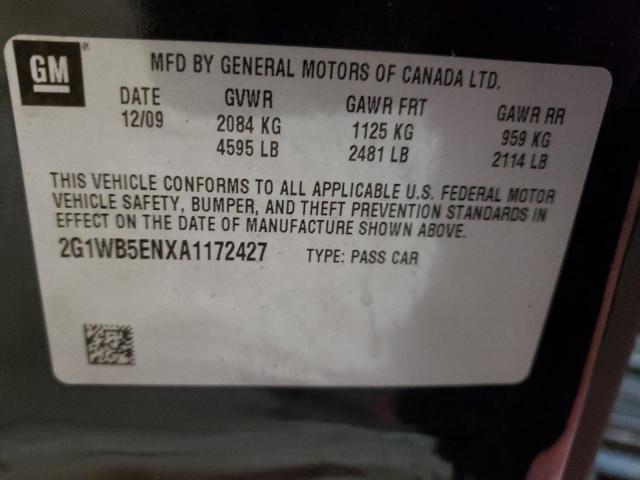 GM ®
MFD BY GENERAL MOTORS OF CANADA LTD.
DATE GVWR GAWR FRT GAWR RR
12/09 2084 KG 1125 KG 959 KG
4595 LB 2481 LB 2114 LB
THIS VEHICLE CONFORMS TO ALL APPLICABLE U.S. FEDERAL MOTOR
VEHICLE SAFETY, BUMPER, AND THEFT PREVENTION STANDARDS IN
EFFECT ON THE DATE OF MANUFACTURE SHOWN ABOVE.
2G1WB5ENXA1172427 TYPE: PASS CAR